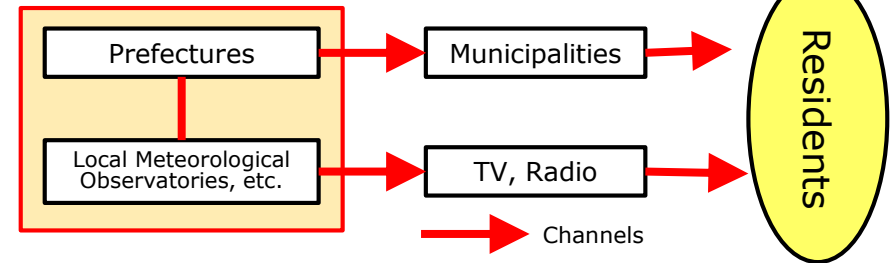 Prefectures
Municipalities
Residents
Local Meteorological
Observatories, etc.
TV, Radio
Channels